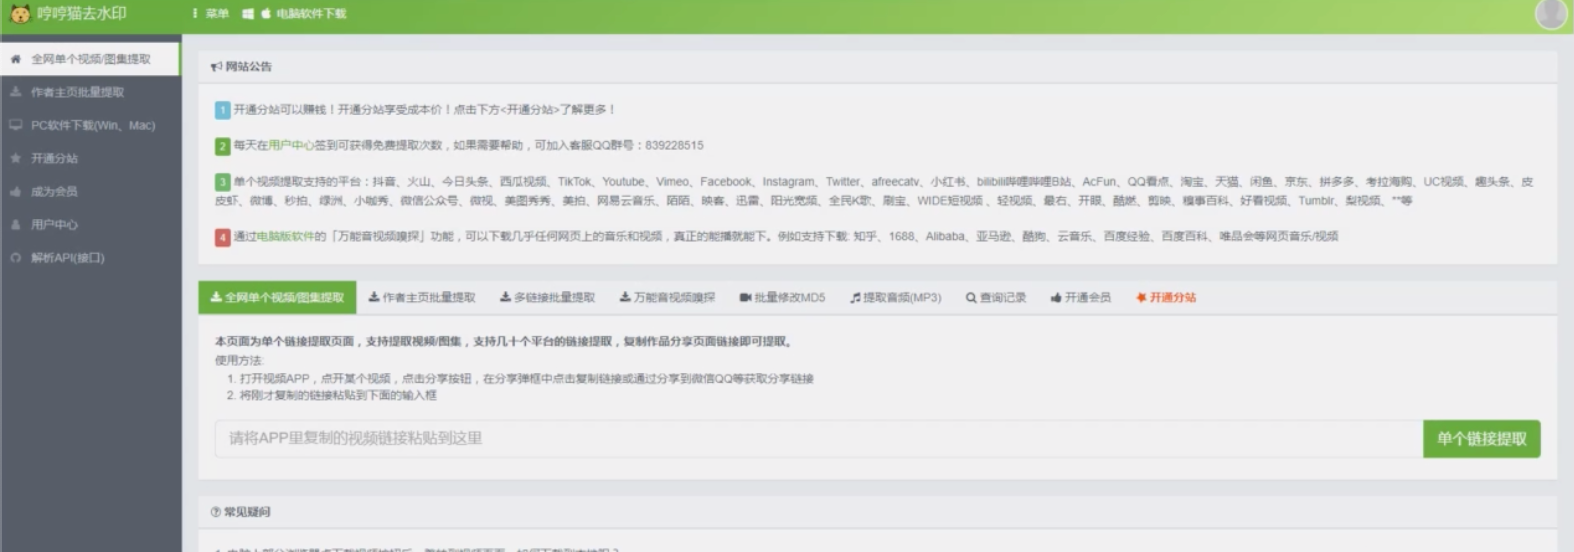 哼哼猫去水印
菜单
电脑软件下载
全网单个视频/图集提取
作者主页批量提取
PC软件下载(Win、Mac)
开通分站
成为会员
用户中心
解析API(接口)
网站公告
1 开通分站可以赚钱！开通分站享受成本价！点击下方<开通分站>了解更多！
2 每天在用户中心签到可获得免费提取次数，如果需要帮助，可加入客服QQ群号：839228515
3 单个视频提取支持的平台：抖音、火山、今日头条、西瓜视频、TikTok、Youtube、Vimeo、Facebook、Instagram、Twitter、afreecatv、小红书、bilibili哔哩哔哩B站、AcFun、QQ看点、淘宝、天猫、闲鱼、京东、拼多多、考拉海购、UC视频、趣头条、皮
皮虾、微博、秒拍、绿洲、小咖秀、微信公众号、微视、美图秀秀、美拍、网易云音乐、陌陌、映客、迅雷、阳光宽频、全民K歌、刷宝、WIDE短视频、轻视频、最右、开眼、酷燃、剪映、糗事百科、好看视频、Tumblr、梨视频、**等
4 通过电脑版软件的「万能音视频嗅探」功能，可以下载几乎任何网页上的音乐和视频，真正的能播就能下。例如支持下载: 知乎、1688、Alibaba、亚马逊、酷狗、云音乐、百度经验、百度百科、唯品会等网页音乐/视频
全网单个视频/图集提取
作者主页批量提取
多链接批量提取
万能音视频嗅探
批量修改MD5
提取音频(MP3)
查询记录
开通会员
开通分站
本页面为单个链接提取页面，支持提取视频/图集，支持几十个平台的链接提取，复制作品分享页面链接即可提取。
使用方法:
1. 打开视频APP，点开某个视频，点击分享按钮，在分享弹框中点击复制链接或通过分享到微信QQ等获取分享链接
2. 将刚才复制的链接粘贴到下面的输入框
请将APP里复制的视频链接粘贴到这里
单个链接提取
常见疑问